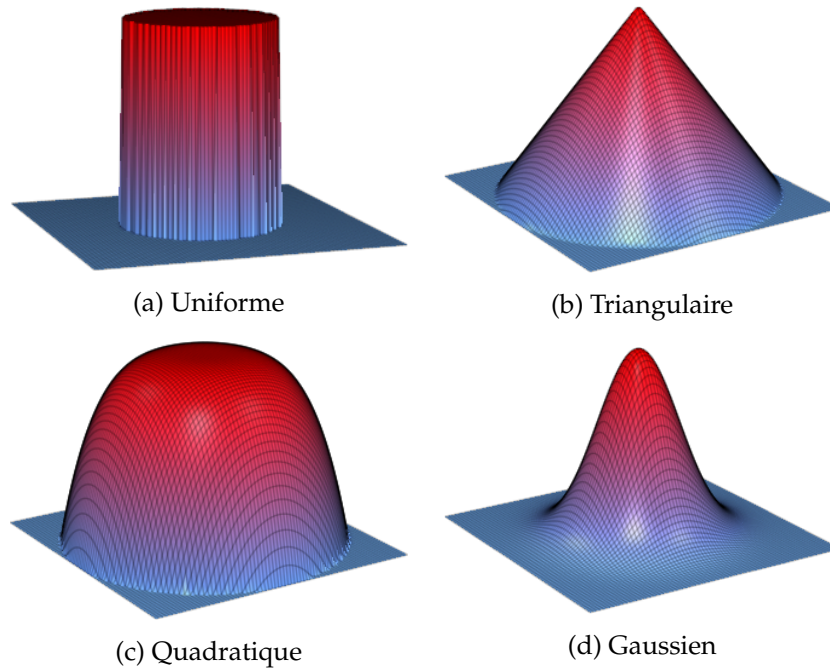 (a) Uniforme
(b) Triangulaire
(c) Quadratique
(d) Gaussien